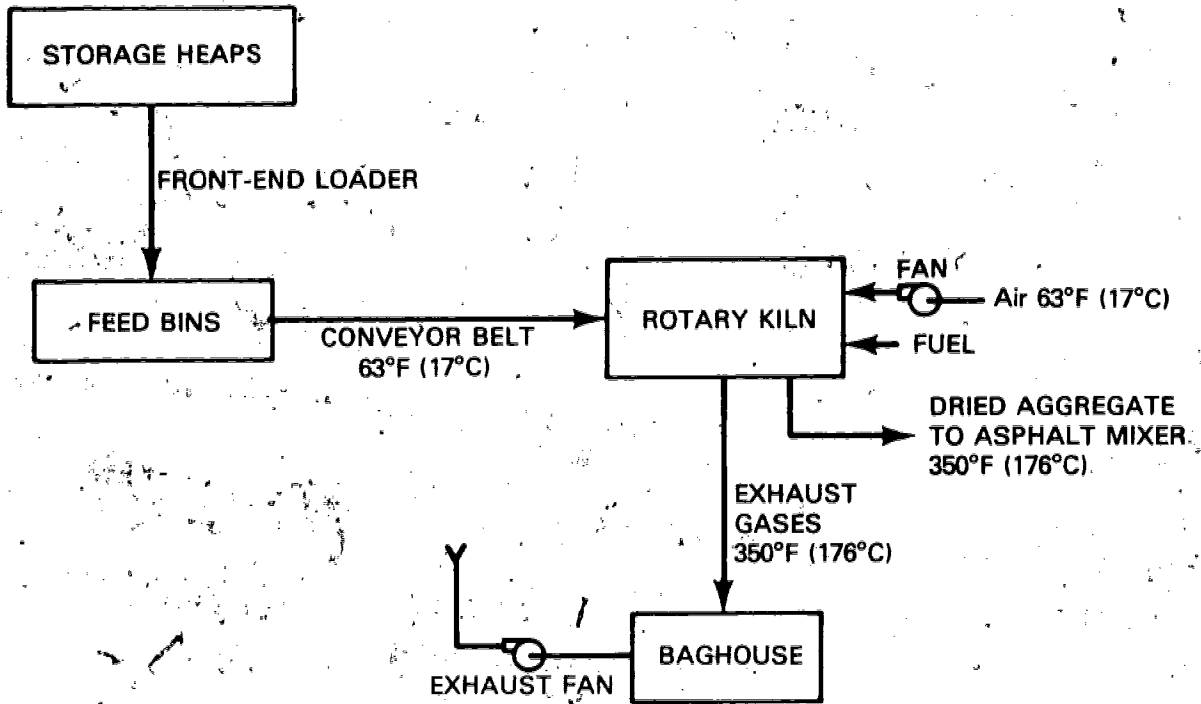 STORAGE HEAPS
FRONT-END LOADER
FEED BINS
CONVEYOR BELT
63°F (17°C)
ROTARY KILN
FAN
Air 63°F (17°C)
FUEL
DRIED AGGREGATE
TO ASPHALT MIXER
350°F (176°C)
EXHAUST
GASES
350°F (176°C)
BAGHOUSE
EXHAUST FAN